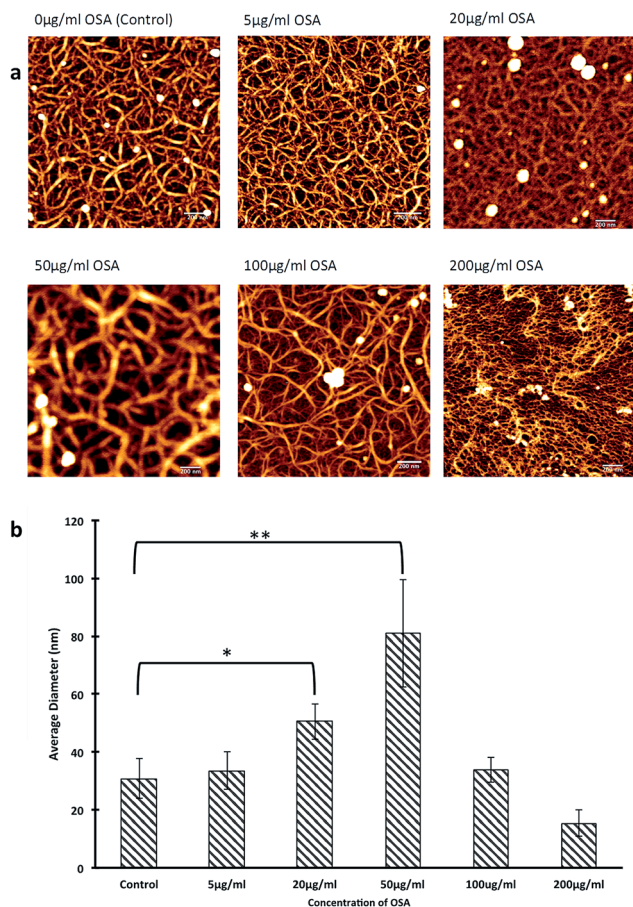 0µg/ml OSA (Control) 5µg/ml OSA 20µg/ml OSA
a
200 nm 200 nm 200 nm
50µg/ml OSA 100µg/ml OSA 200µg/ml OSA
200 nm 200 nm 200 nm
b
120
100
80
60
40
20
0
Average Diameter (nm)
**
*
Control 5µg/ml 20µg/ml 50µg/ml 100ug/ml 200µg/ml
Concentration of OSA